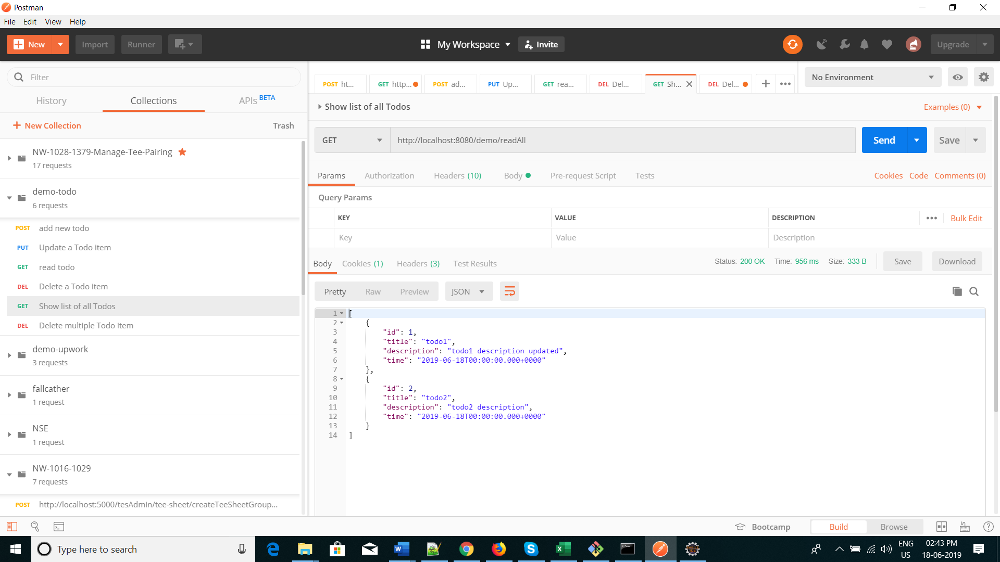 Postman
File Edit View Help
New Import Runner My Workspace Invite Upgrade
Filter
History Collections APIs BETA
New Collection Trash
NW-1028-1379-Manage-Tee-Pairing
17 requests
demo-todo
6 requests
POST add new todo
PUT Update a Todo item
GET read todo
DEL Delete a Todo item
GET Show list of all Todos
DEL Delete multiple Todo item
demo-upwork
3 requests
fallcather
1 request
NSE
1 request
NW-1016-1029
7 requests
POST http://localhost:5000/tesAdmin/tee-sheet/createTeeSheetGroup...
POST ht... GET http... POST ad... PUT Up... GET rea... DEL Del... GET Sh... DEL Del... No Environment
Show list of all Todos Examples (0)
GET http://localhost:8080/demo/readAll Send Save
Params Authorization Headers (10) Body Pre-request Script Tests Cookies Code Comments (0)
Query Params
KEY VALUE DESCRIPTION Bulk Edit
Key Value Description
Body Cookies (1) Headers (3) Test Results Status: 200 OK Time: 956 ms Size: 333 B Save Download
Pretty Raw Preview JSON
1 [
2 {
3 "id": 1,
4 "title": "todo1",
5 "description": "todo1 description updated",
6 "time": "2019-06-18T00:00:00.000+0000"
7 },
8 {
9 "id": 2,
10 "title": "todo2",
11 "description": "todo2 description",
12 "time": "2019-06-18T00:00:00.000+0000"
13 }
14 ]
Bootcamp Build Browse
Type here to search
ENG
US
02:43 PM
18-06-2019